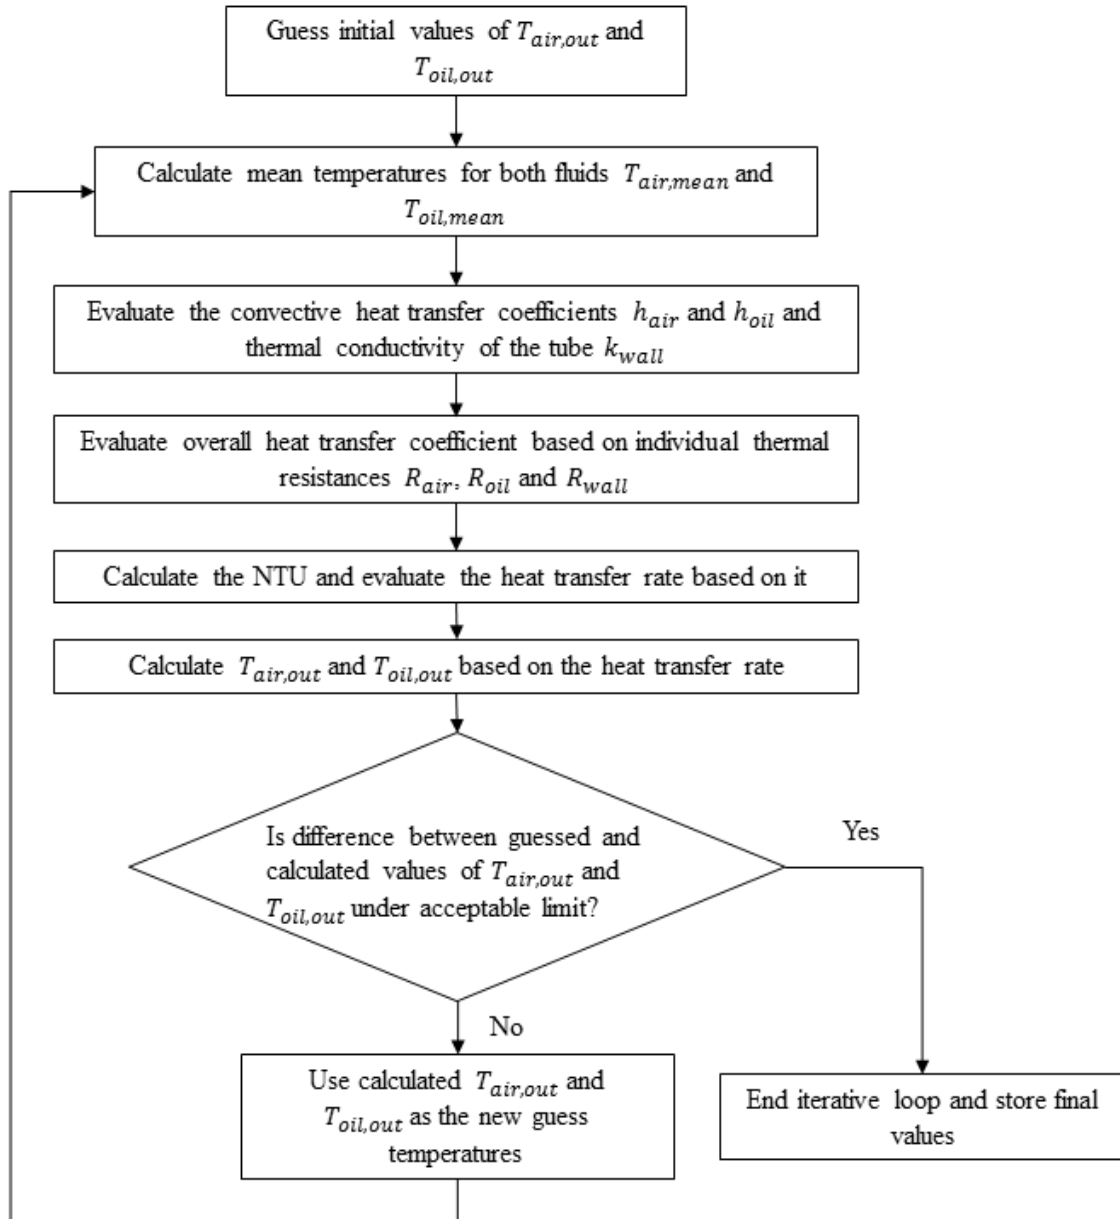 Guess initial values of T_air,out and
T_oil,out
Calculate mean temperatures for both fluids T_air,mean and
T_oil,mean
Evaluate the convective heat transfer coefficients h_air and h_oil and
thermal conductivity of the tube k_wall
Evaluate overall heat transfer coefficient based on individual thermal
resistances R_air, R_oil and R_wall
Calculate the NTU and evaluate the heat transfer rate based on it
Calculate T_air,out and T_oil,out based on the heat transfer rate
Is difference between guessed and
calculated values of T_air,out and
T_oil,out under acceptable limit?
Yes
No
Use calculated T_air,out and
T_oil,out as the new guess
temperatures
End iterative loop and store final
values